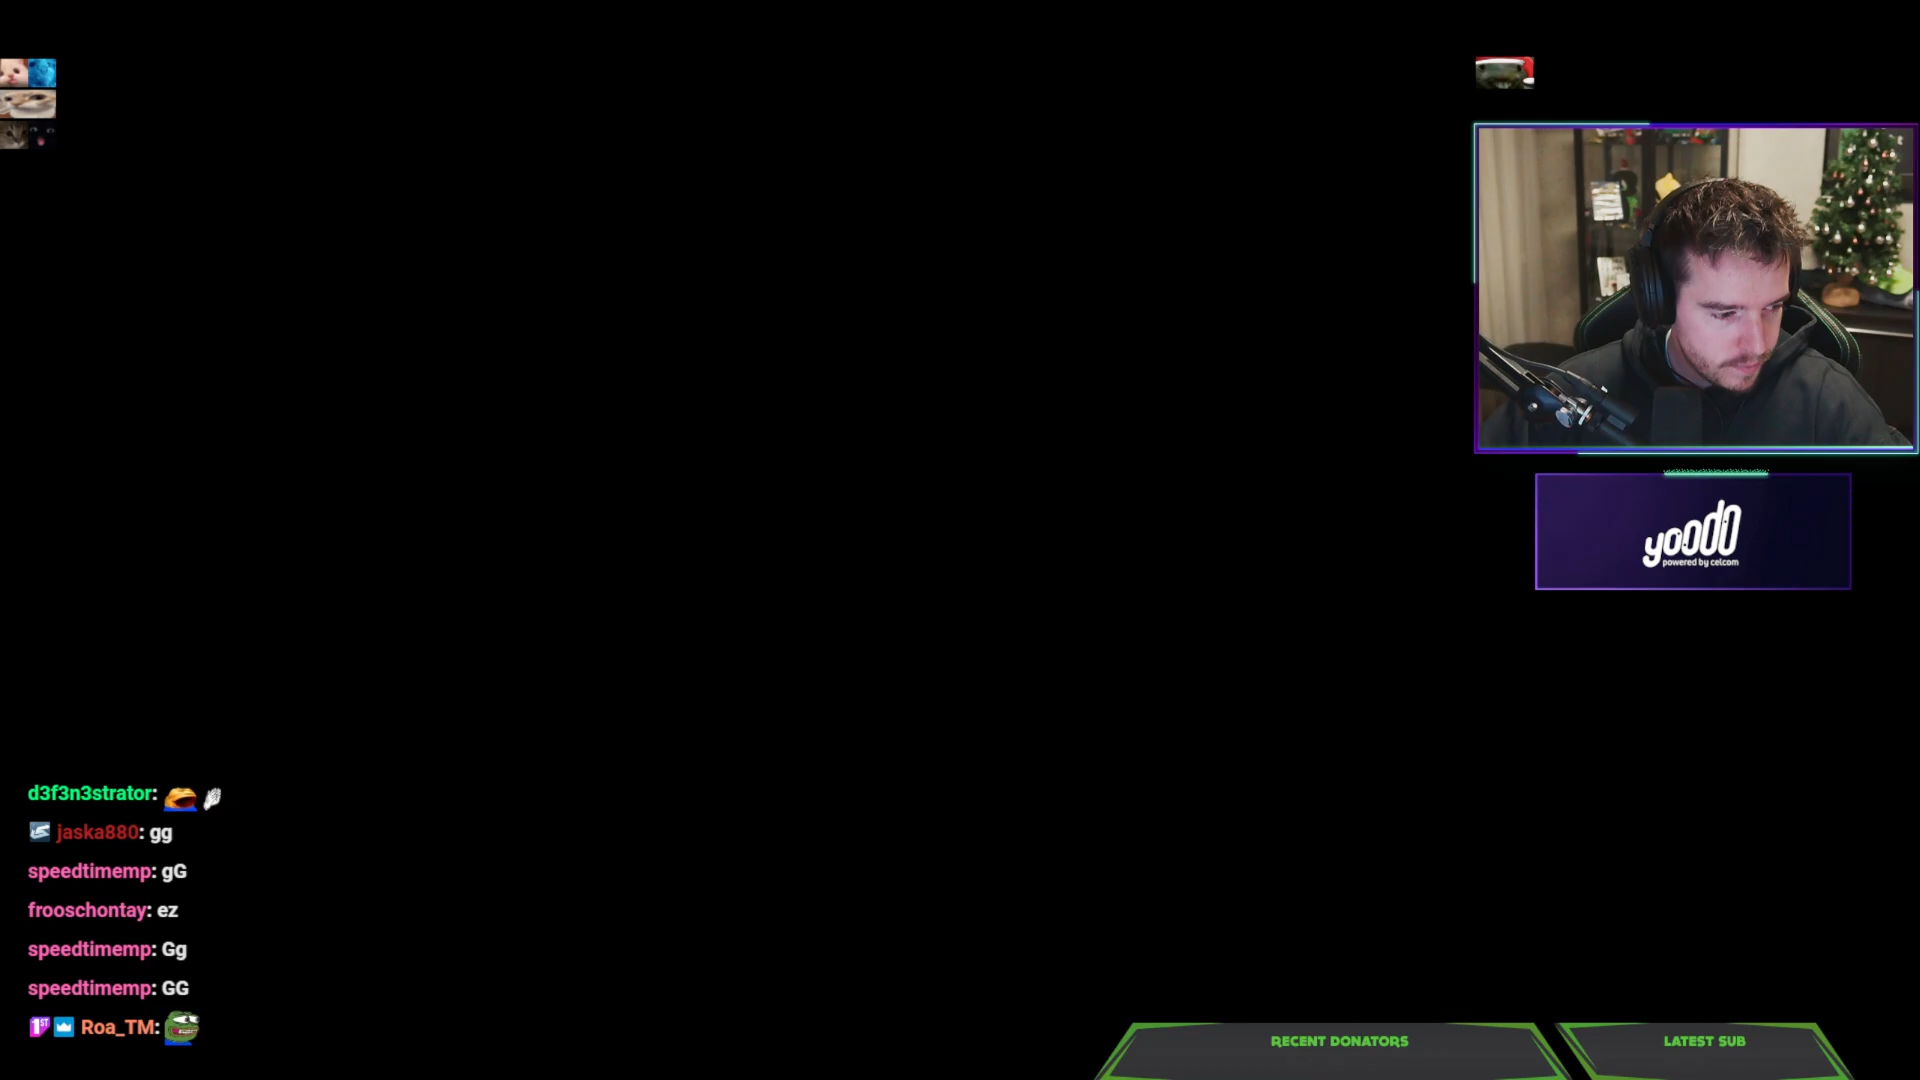 yoodo
powered by celcom
d3f3n3strator:
jaska880: gg
speedtimemp: gG
frooschontay: ez
speedtimemp: Gg
speedtimemp: GG
1ST Roa_TM:
RECENT DONATORS
LATEST SUB